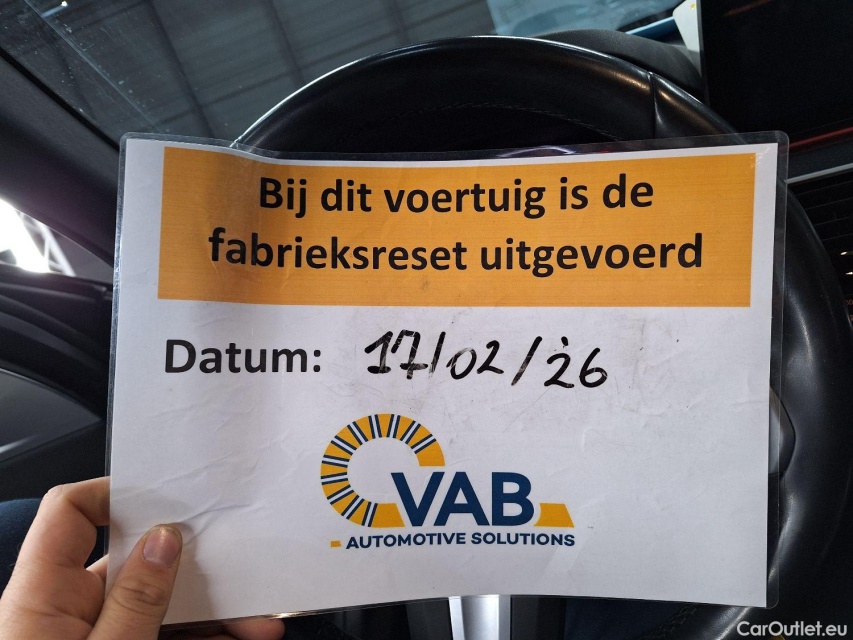 Bij dit voertuig is de
fabrieksreset uitgevoerd
Datum: 17/02/26
VAB
AUTOMOTIVE SOLUTIONS
CarOutlet.eu